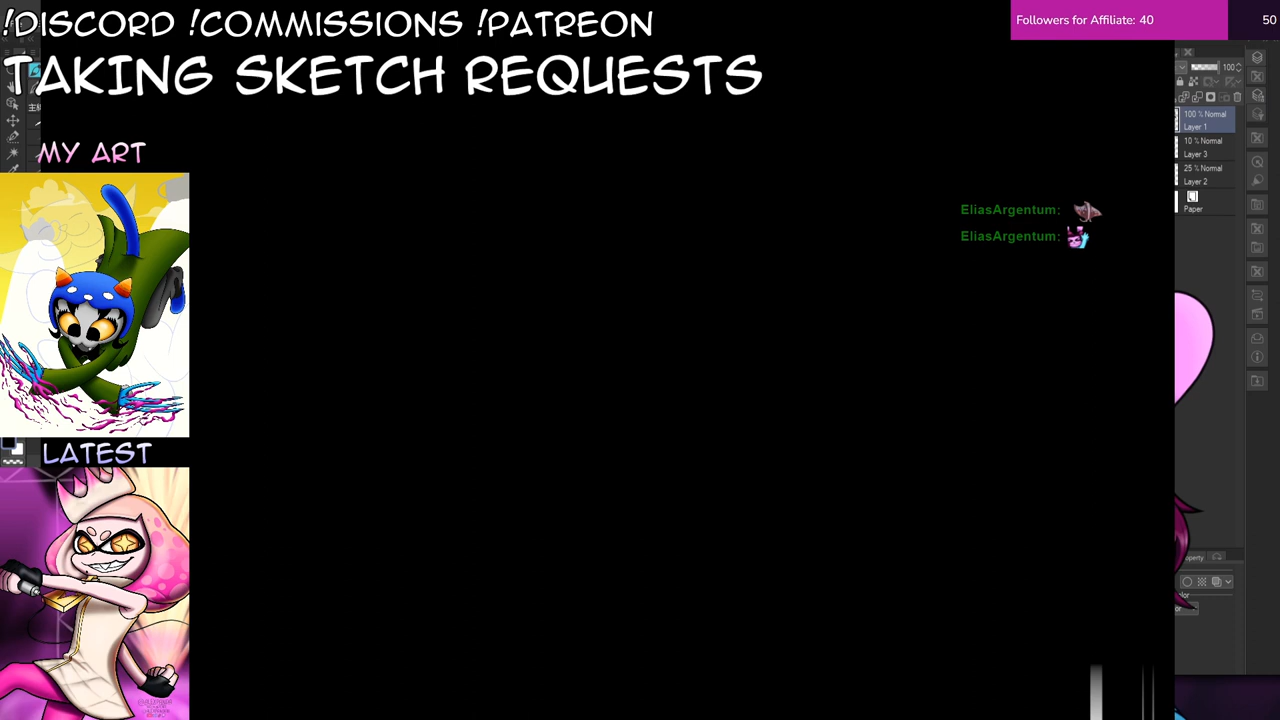 !DISCORD !COMMISSIONS !PATREON
TAKING SKETCH REQUESTS
Followers for Affiliate: 40
50
MY ART
LATEST
EliasArgentum:
EliasArgentum:
100
100 % Normal
Layer 1
10 % Normal
Layer 3
25 % Normal
Layer 2
Paper